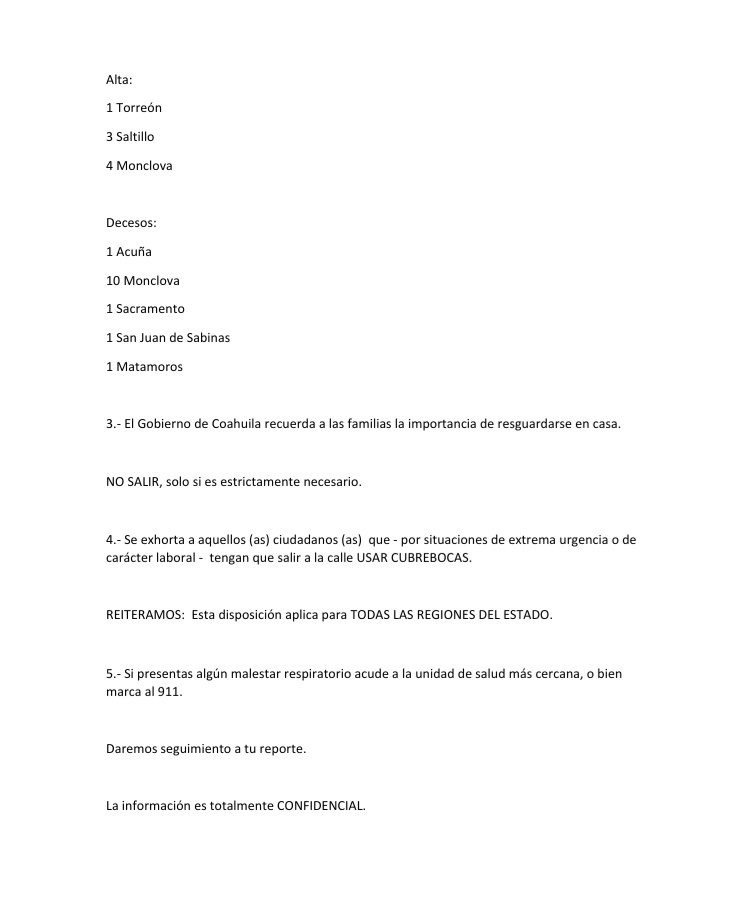 Alta:
1 Torreón
3 Saltillo
4 Monclova
Decesos:
1 Acuña
10 Monclova
1 Sacramento
1 San Juan de Sabinas
1 Matamoros
3.- El Gobierno de Coahuila recuerda a las familias la importancia de resguardarse en casa.
NO SALIR, solo si es estrictamente necesario.
4.- Se exhorta a aquellos (as) ciudadanos (as)  que - por situaciones de extrema urgencia o de
carácter laboral -  tengan que salir a la calle USAR CUBREBOCAS.
REITERAMOS:  Esta disposición aplica para TODAS LAS REGIONES DEL ESTADO.
5.- Si presentas algún malestar respiratorio acude a la unidad de salud más cercana, o bien
marca al 911.
Daremos seguimiento a tu reporte.
La información es totalmente CONFIDENCIAL.